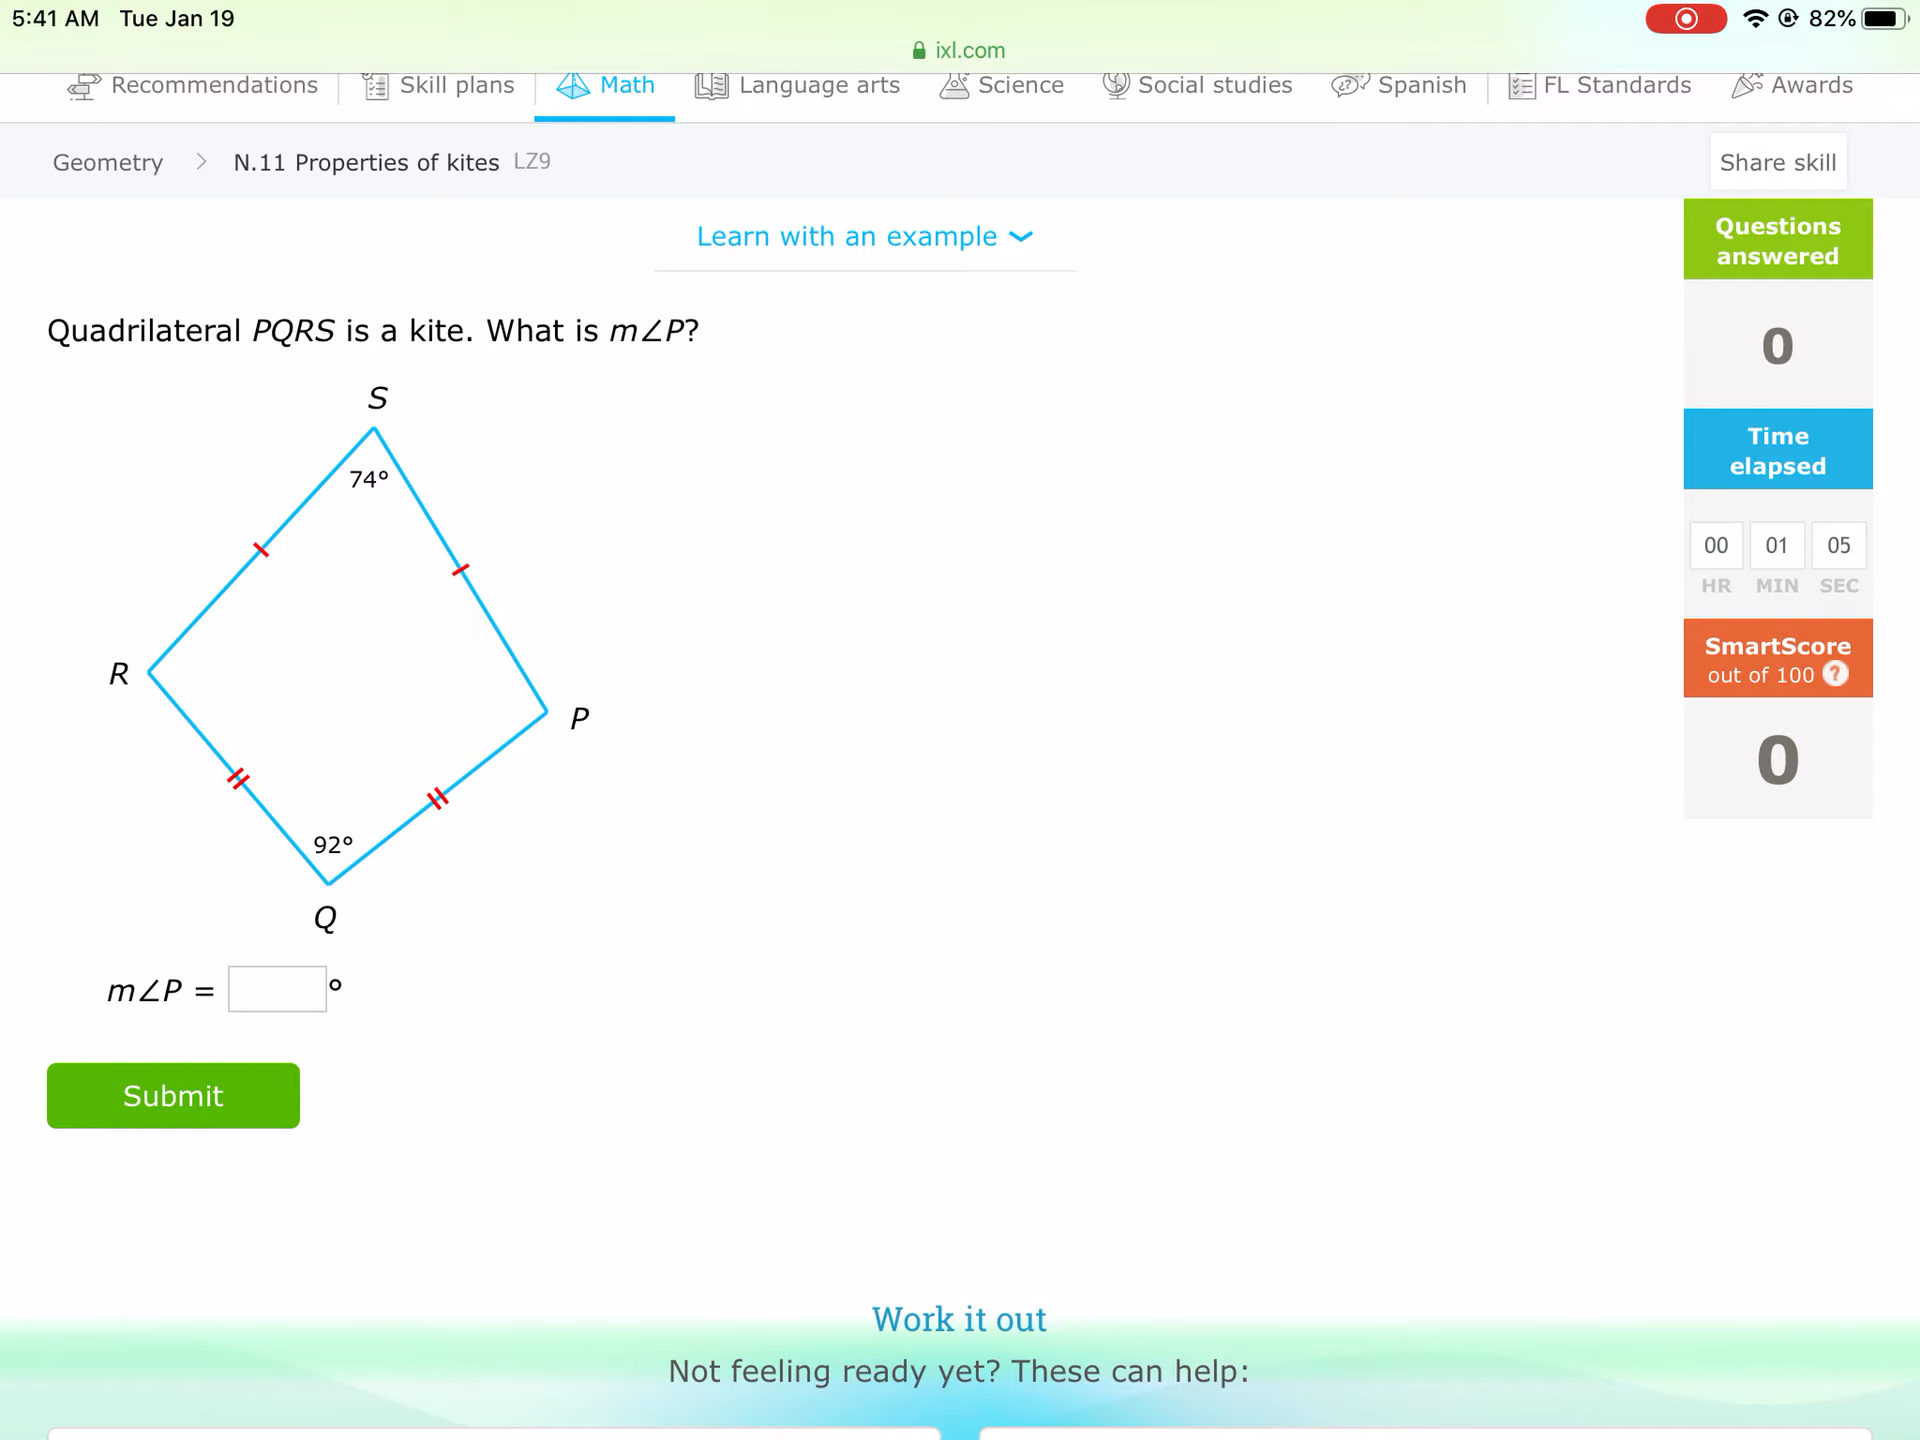 5:41 AM Tue Jan 19
82%
ixl.com
Recommendations
Skill plans
Math
Language arts
Science
Social studies
Spanish
FL Standards
Awards
Geometry > N.11 Properties of kites LZ9
Share skill
Learn with an example
Questions
answered
0
Time
elapsed
00 01 05
HR MIN SEC
SmartScore
out of 100 ?
0
Quadrilateral PQRS is a kite. What is m∠P?
S
74°
R
P
92°
Q
m∠P = °
Submit
Work it out
Not feeling ready yet? These can help: